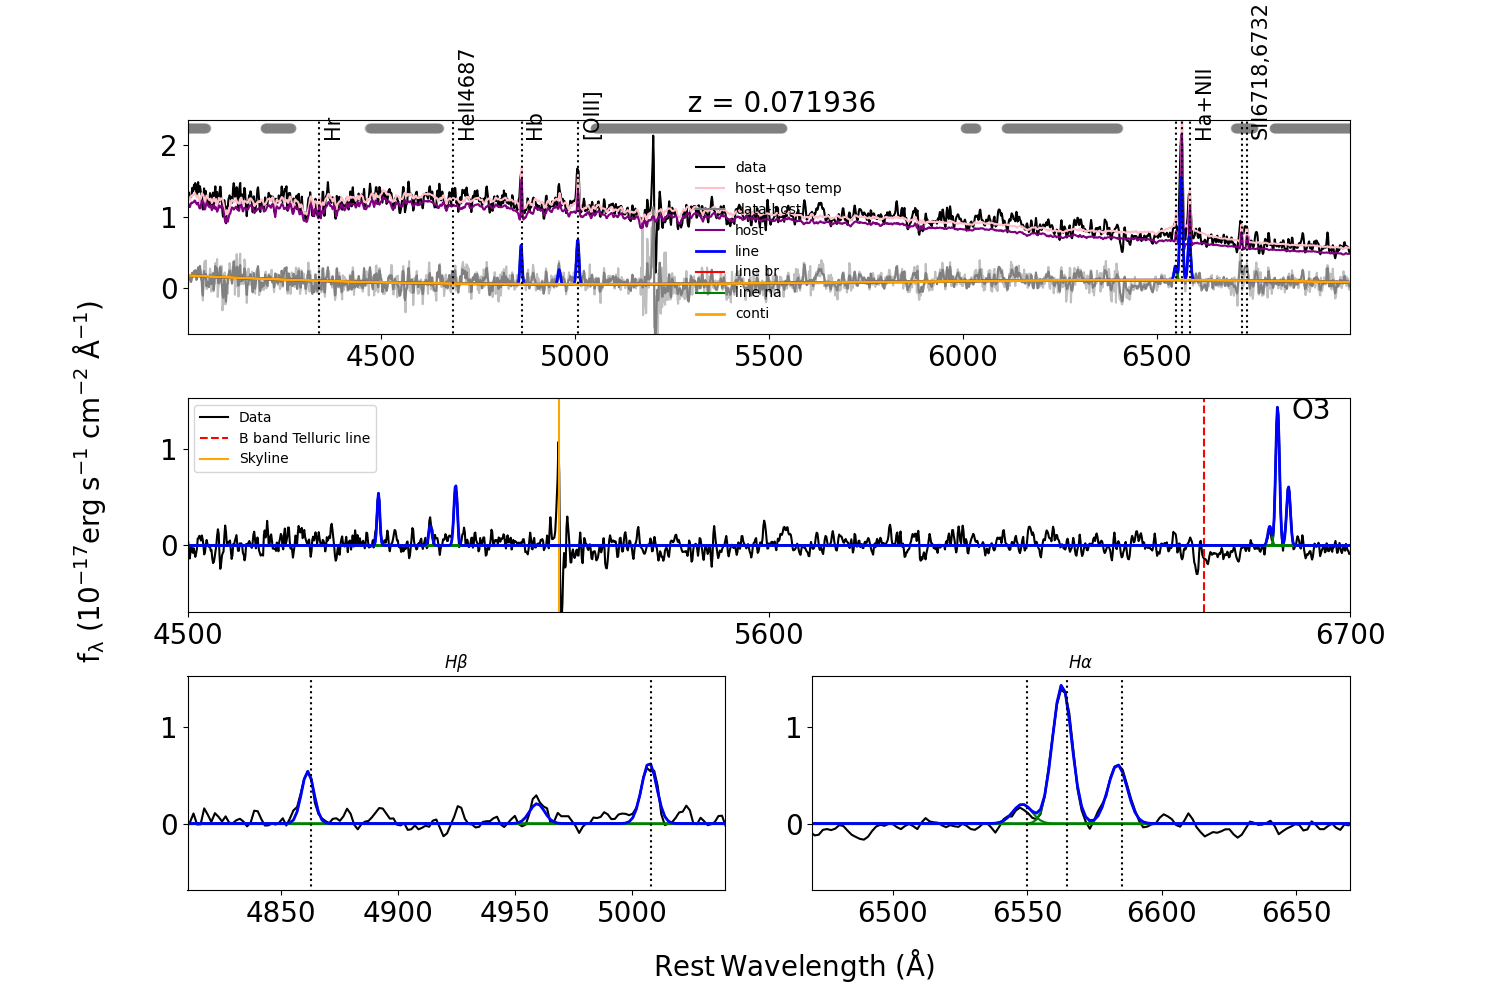 Hr
HeII4687
Hb
[OIII]
Ha+NII
SII6718,6732
z = 0.071936
2
1
0
data
host+qso temp
data-host
host
line
line br
line na
conti
4500 5000 5500 6000 6500
fλ (10⁻¹⁷erg s⁻¹ cm⁻² Å⁻¹)
1
0
Data
B band Telluric line
Skyline
O3
4500 5600 6700
Hβ
1
0
4850 4900 4950 5000
Hα
1
0
6500 6550 6600 6650
Rest Wavelength (Å)